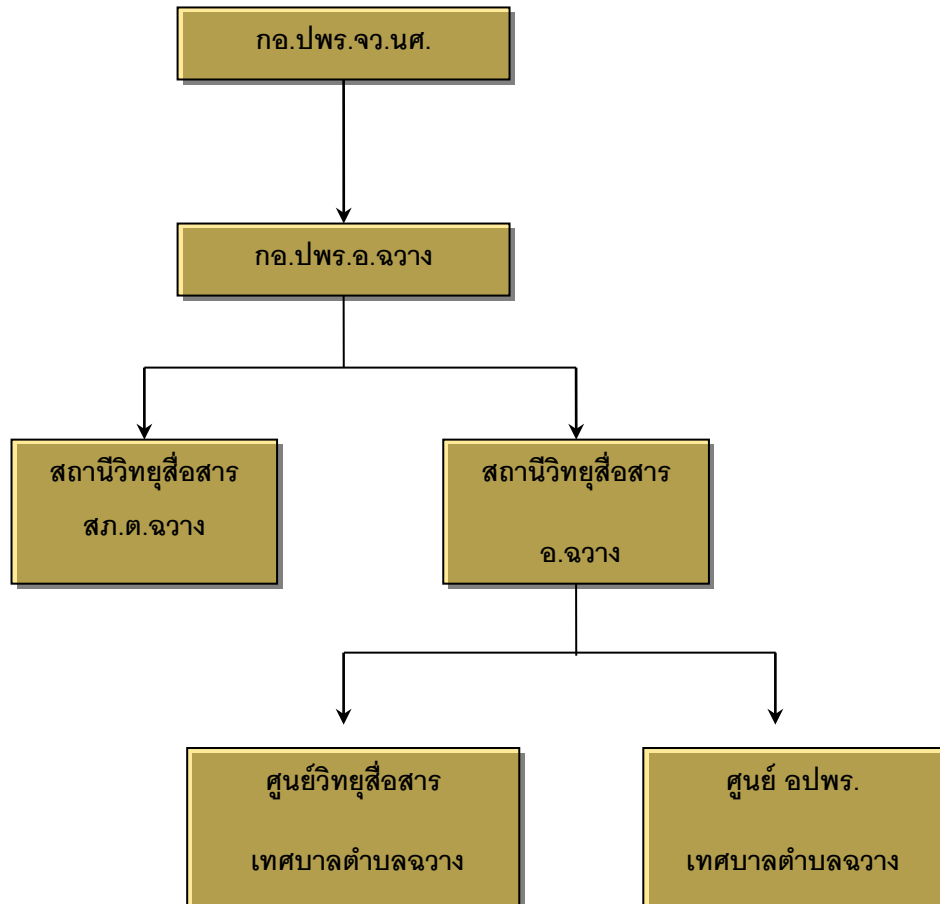 กอ.ปพร.จว.นศ.
กอ.ปพร.อ.ฉวาง
สถานีวิทยุสื่อสาร
สภ.ต.ฉวาง
สถานีวิทยุสื่อสาร
อ.ฉวาง
ศูนย์วิทยุสื่อสาร
เทศบาลตำบลฉวาง
ศูนย์ อปพร.
เทศบาลตำบลฉวาง